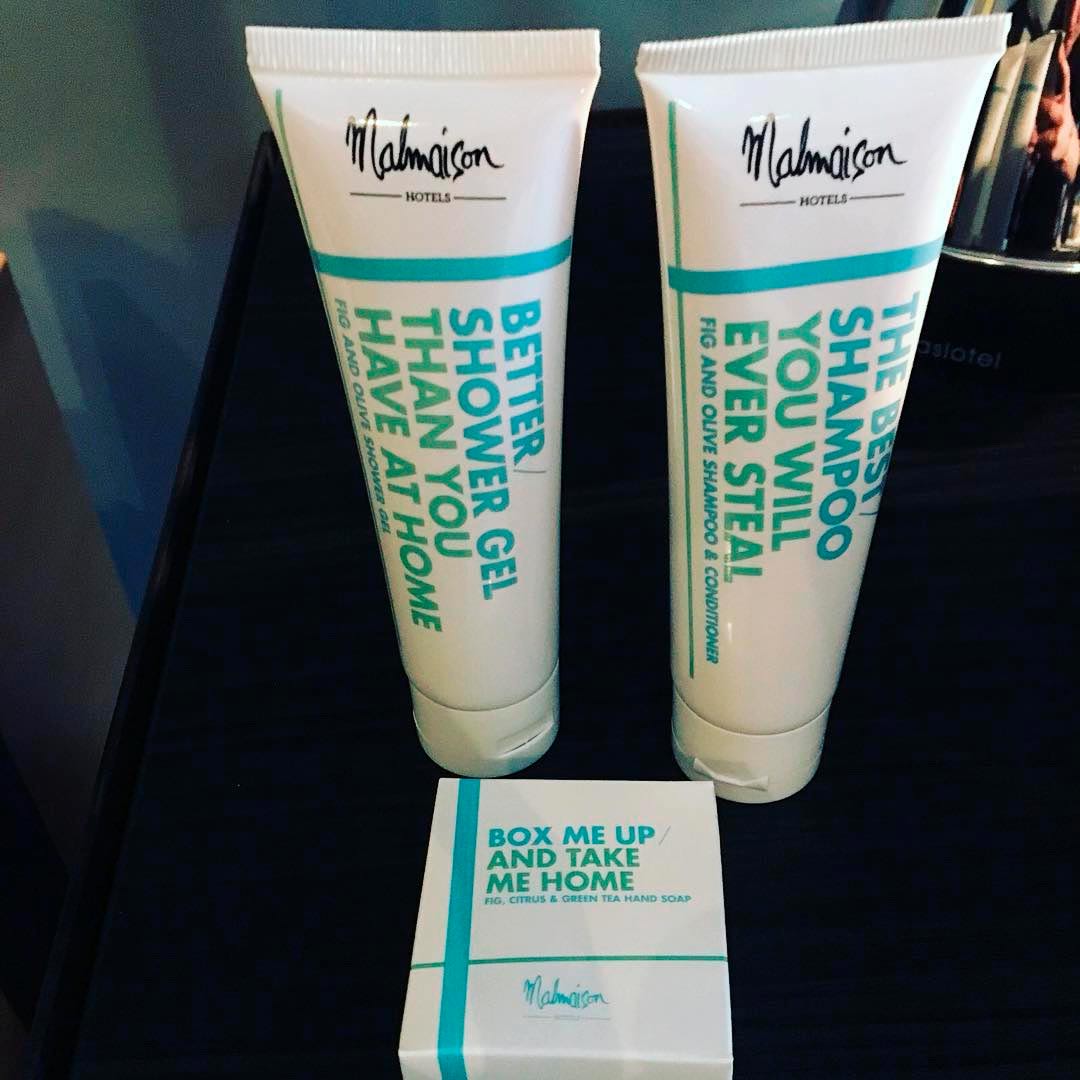 Malmaison
HOTELS
BETTER/
SHOWER GEL
THAN YOU
HAVE AT HOME
FIG AND OLIVE SHOWER GEL
Malmaison
HOTELS
THE BEST/
SHAMPOO
YOU WILL
EVER STEAL
FIG AND OLIVE SHAMPOO & CONDITIONER
BOX ME UP/
AND TAKE
ME HOME
FIG, CITRUS & GREEN TEA HAND SOAP
Malmaison
HOTELS